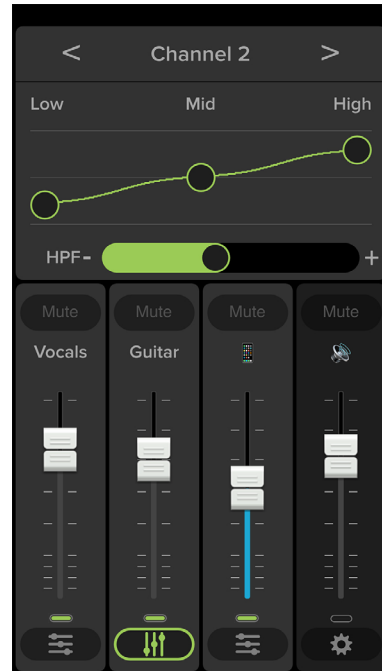 < Channel 2 >
Low Mid High
HPF - +
Mute Mute Mute Mute
Vocals Guitar